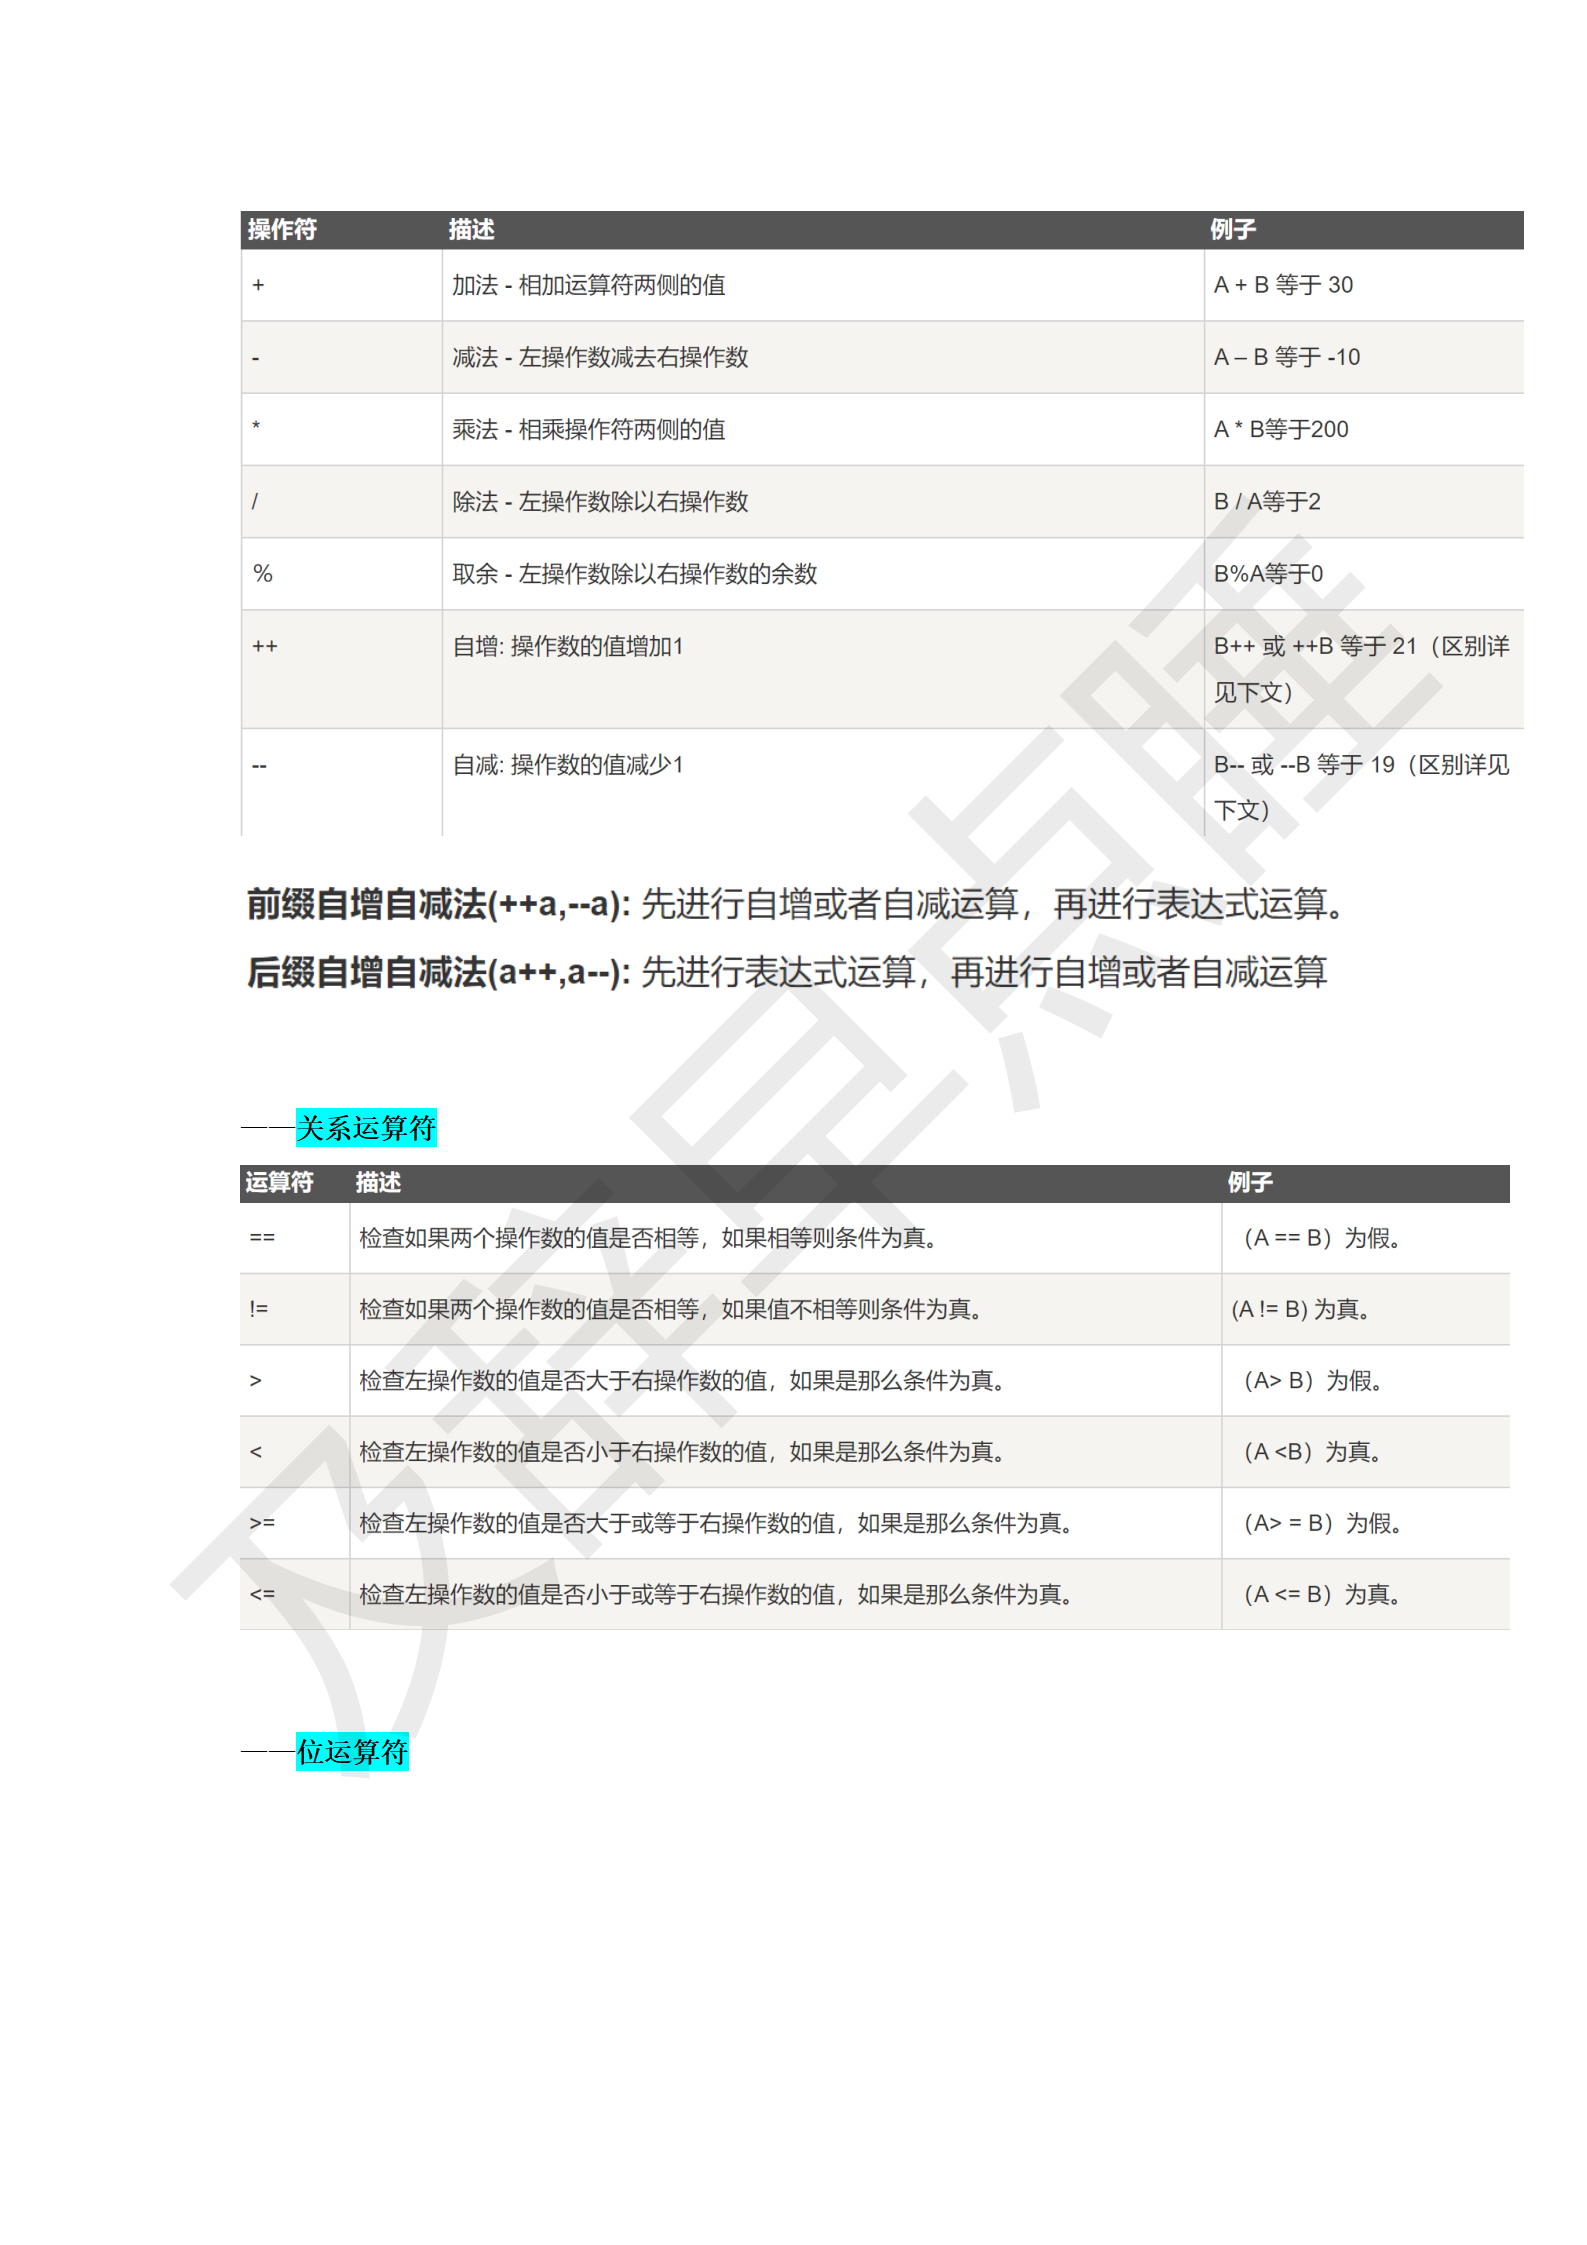 操作符 描述 例子
+ 加法 - 相加运算符两侧的值 A + B 等于 30
- 减法 - 左操作数减去右操作数 A – B 等于 -10
* 乘法 - 相乘操作符两侧的值 A * B等于200
/ 除法 - 左操作数除以右操作数 B / A等于2
% 取余 - 左操作数除以右操作数的余数 B%A等于0
++ 自增: 操作数的值增加1 B++ 或 ++B 等于 21（区别详
见下文）
-- 自减: 操作数的值减少1 B-- 或 --B 等于 19（区别详见
下文）
前缀自增自减法(++a,--a): 先进行自增或者自减运算，再进行表达式运算。
后缀自增自减法(a++,a--): 先进行表达式运算，再进行自增或者自减运算
——关系运算符
运算符 描述 例子
== 检查如果两个操作数的值是否相等，如果相等则条件为真。 （A == B）为假。
!= 检查如果两个操作数的值是否相等，如果值不相等则条件为真。 (A != B) 为真。
> 检查左操作数的值是否大于右操作数的值，如果是那么条件为真。 （A> B）为假。
< 检查左操作数的值是否小于右操作数的值，如果是那么条件为真。 （A <B）为真。
>= 检查左操作数的值是否大于或等于右操作数的值，如果是那么条件为真。 （A> = B）为假。
<= 检查左操作数的值是否小于或等于右操作数的值，如果是那么条件为真。 （A <= B）为真。
——位运算符
及辞早点睡